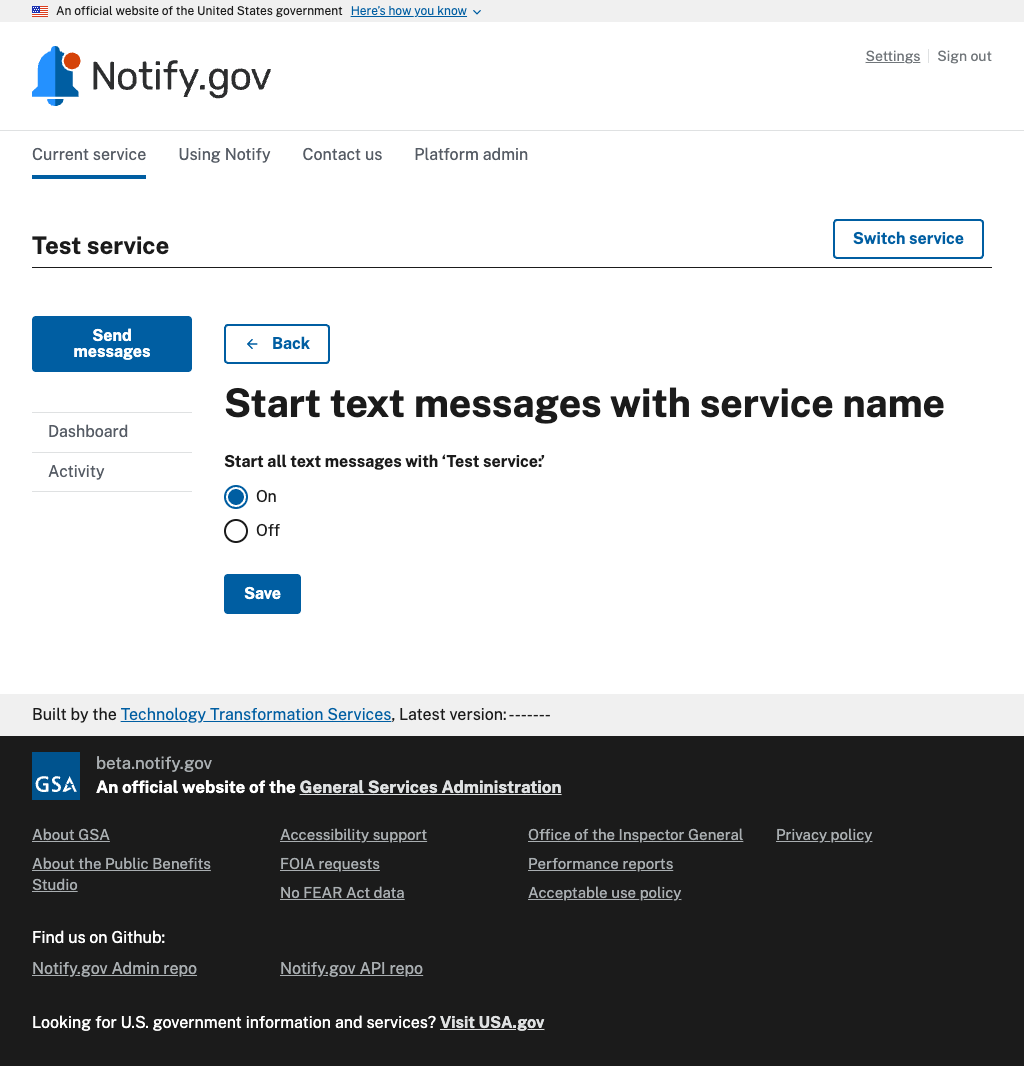 An official website of the United States government Here's how you know
Notify.gov
Settings Sign out
Current service Using Notify Contact us Platform admin
Test service
Switch service
Send
messages
Dashboard
Activity
Back
Start text messages with service name
Start all text messages with ‘Test service:’
On
Off
Save
Built by the Technology Transformation Services, Latest version: -------
GSA
beta.notify.gov
An official website of the General Services Administration
About GSA
About the Public Benefits
Studio
Accessibility support
FOIA requests
No FEAR Act data
Office of the Inspector General
Performance reports
Acceptable use policy
Privacy policy
Find us on Github:
Notify.gov Admin repo Notify.gov API repo
Looking for U.S. government information and services? Visit USA.gov